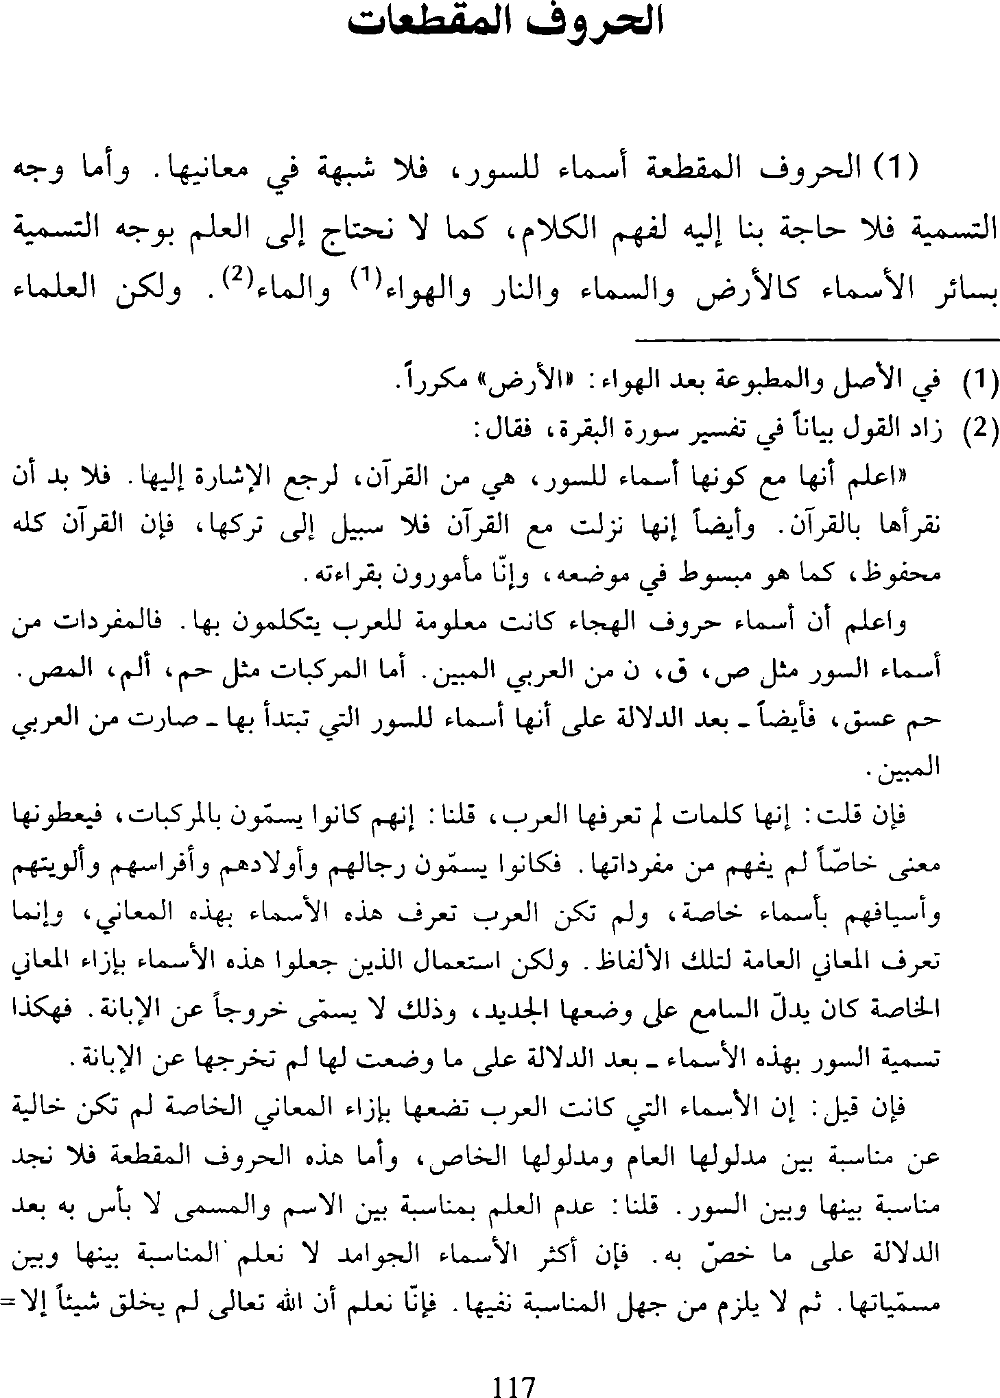 الحروف المقطعات
(1) الحروف المقطعة أسماء للسور، فلا شبهة في معانيها. وأما وجه
التسمية فلا حاجة بنا إليه لفهم الكلام، كما لا نحتاج إلى العلم بوجه التسمية
بسائر الأسماء كالأرض والسماء والنار والهواء(1) والماء(2). ولكن العلماء
(1) في الأصل والمطبوعة بعد الهواء: «الأرض» مكرراً.
(2) زاد القول بياناً في تفسير سورة البقرة، فقال:
«اعلم أنها مع كونها أسماء للسور، هي من القرآن، لرجع الإشارة إليها. فلا بد أن
نقرأها بالقرآن. وأيضاً إنها نزلت مع القرآن فلا سبيل إلى تركها، فإن القرآن كله
محفوظ، كما هو مبسوط في موضعه، وإنّا مأمورون بقراءته.
واعلم أن أسماء حروف الهجاء كانت معلومة للعرب يتكلمون بها. فالمفردات من
أسماء السور مثل ص، ق، ن من العربي المبين. أما المركبات مثل حم، ألم، المص.
حم عسق، فأيضاً ـ بعد الدلالة على أنها أسماء للسور التي تبتدأ بها ـ صارت من العربي
المبين.
فإن قلت: إنها كلمات لم تعرفها العرب، قلنا: إنهم كانوا يسمّون بالمركبات، فيعطونها
معنى خاصّاً لم يفهم من مفرداتها. فكانوا يسمّون رجالهم وأولادهم وأفراسهم وألويتهم
وأسيافهم بأسماء خاصة، ولم تكن العرب تعرف هذه الأسماء بهذه المعاني، وإنما
تعرف المعاني العامة لتلك الألفاظ. ولكن استعمال الذين جعلوا هذه الأسماء بإزاء المعاني
الخاصة كان يدلّ السامع على وضعها الجديد، وذلك لا يسمّى خروجاً عن الإبانة. فهكذا
تسمية السور بهذه الأسماء ـ بعد الدلالة على ما وضعت لها لم تخرجها عن الإبانة.
فإن قيل: إن الأسماء التي كانت العرب تضعها بإزاء المعاني الخاصة لم تكن خالية
عن مناسبة بين مدلولها العام ومدلولها الخاص، وأما هذه الحروف المقطعة فلا نجد
مناسبة بينها وبين السور. قلنا: عدم العلم بمناسبة بين الاسم والمسمى لا بأس به بعد
الدلالة على ما خصّ به. فإن أكثر الأسماء الجوامد لا نعلم المناسبة بينها وبين
مسمّياتها. ثم لا يلزم من جهل المناسبة نفيها. فإنّا نعلم أن الله تعالى لم يخلق شيئاً إلا=
117